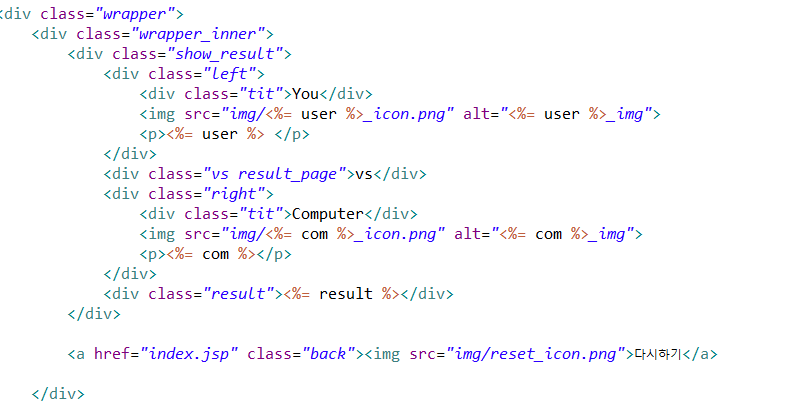 <div class="wrapper">
    <div class="wrapper_inner">
        <div class="show_result">
            <div class="left">
                <div class="tit">You</div>
                <img src="img/<%= user %>_icon.png" alt="<%= user %>_img">
                <p><%= user %> </p>
            </div>
            <div class="vs result_page">vs</div>
            <div class="right">
                <div class="tit">Computer</div>
                <img src="img/<%= com %>_icon.png" alt="<%= com %>_img">
                <p><%= com %></p>
            </div>
            <div class="result"><%= result %></div>
        </div>

        <a href="index.jsp" class="back"><img src="img/reset_icon.png">다시하기</a>

    </div>